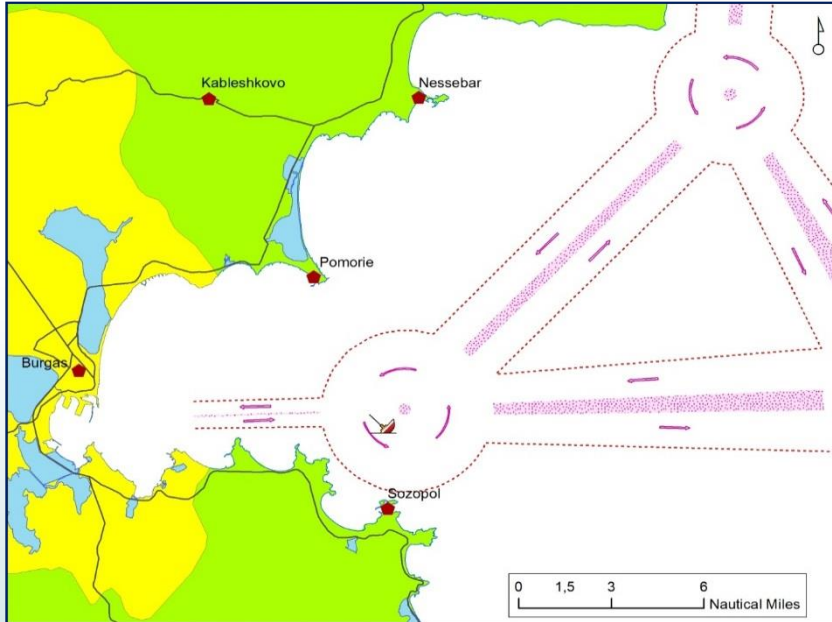 Kableshkovo
Nessebar
Pomorie
Burgas
Sozopol
0 1,5 3 6
Nautical Miles